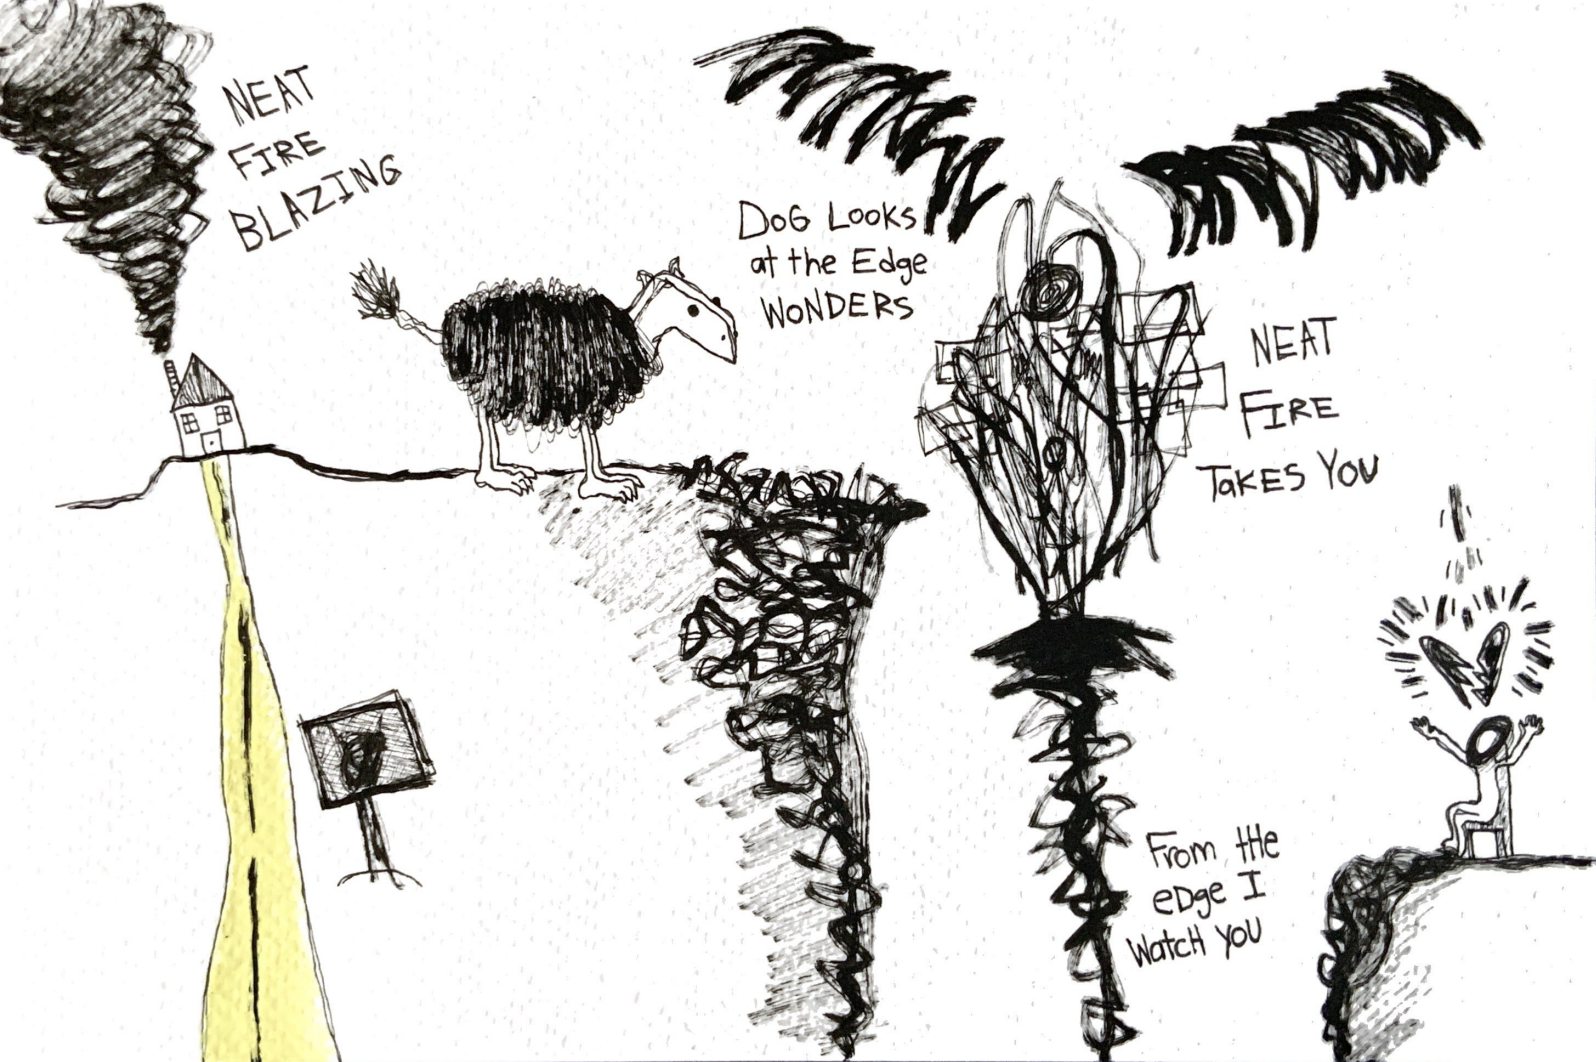 NEAT
FIRE
BLAZING
DOG LOOKS
at the Edge
WONDERS
NEAT
FIRE
TAKES YOU
From tHe
eDge I
WatcH YOU